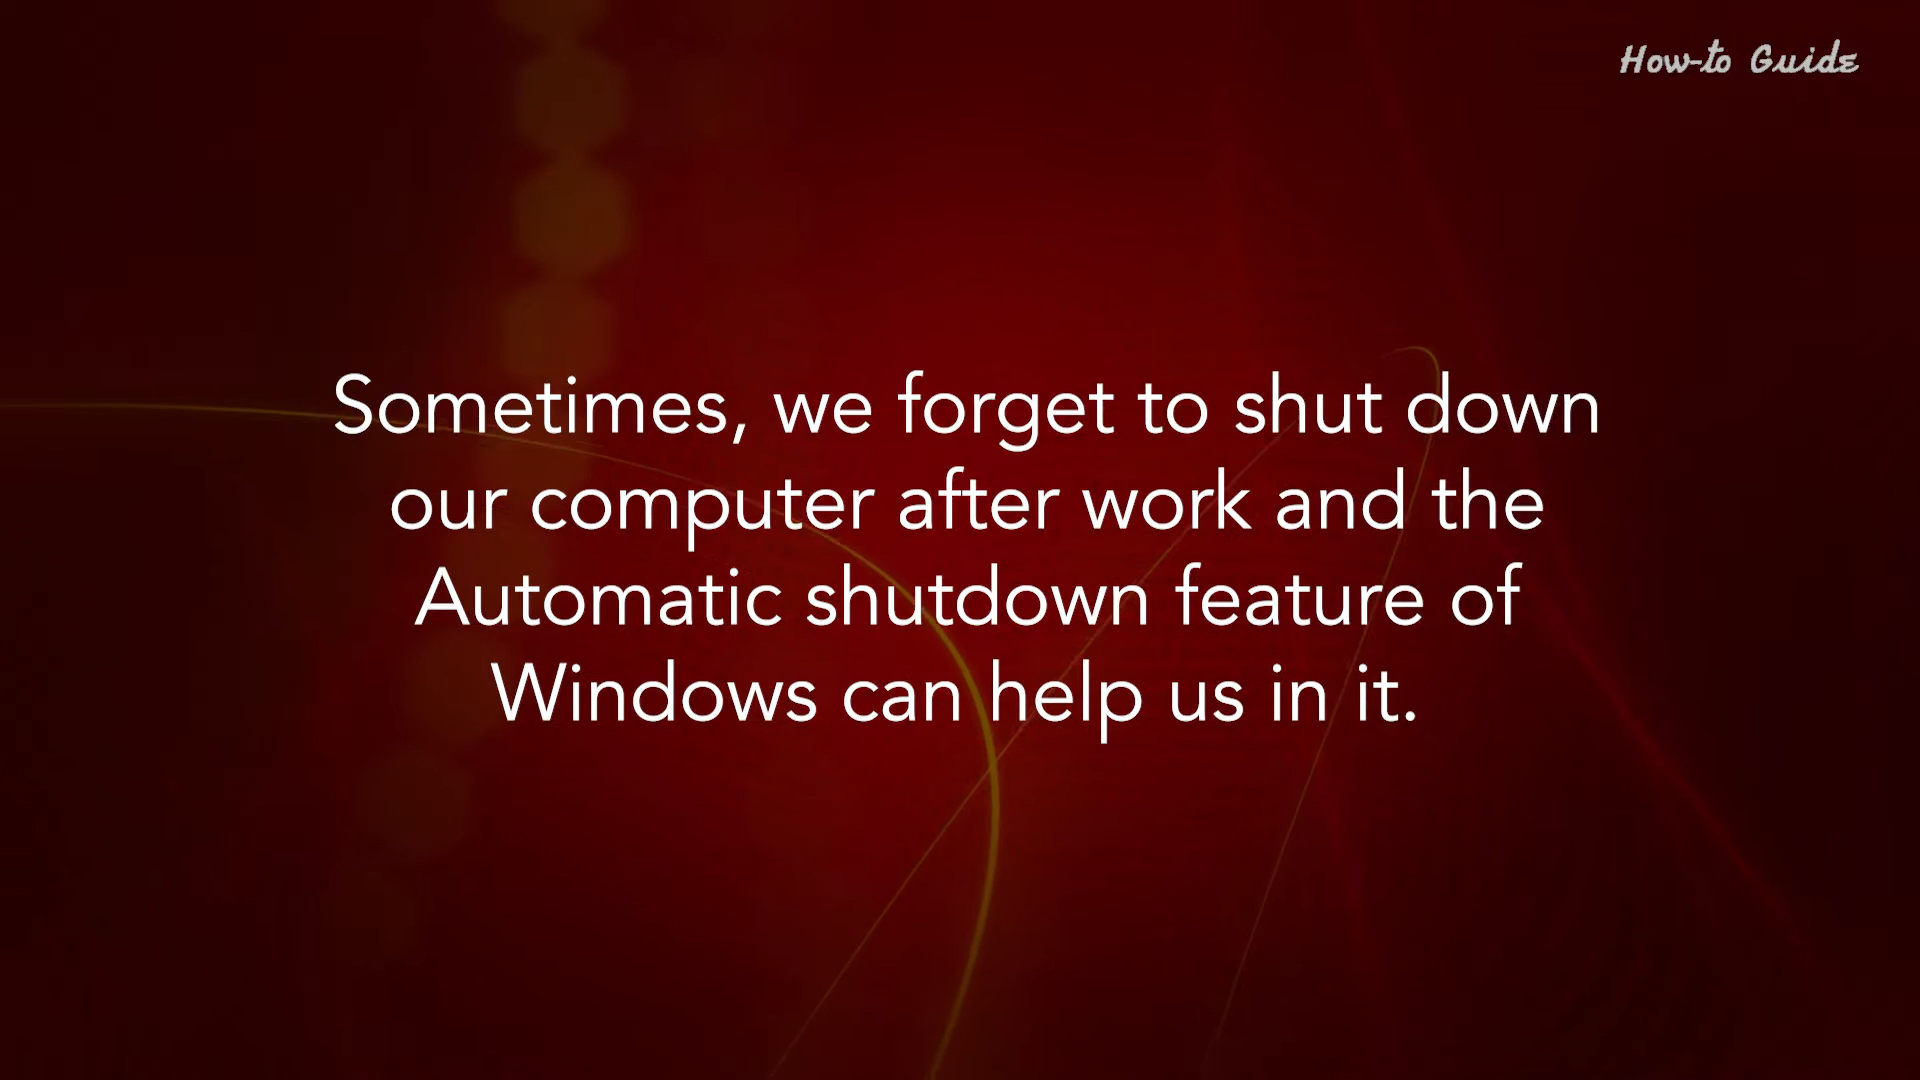 How-to Guide
Sometimes, we forget to shut down
our computer after work and the
Automatic shutdown feature of
Windows can help us in it.